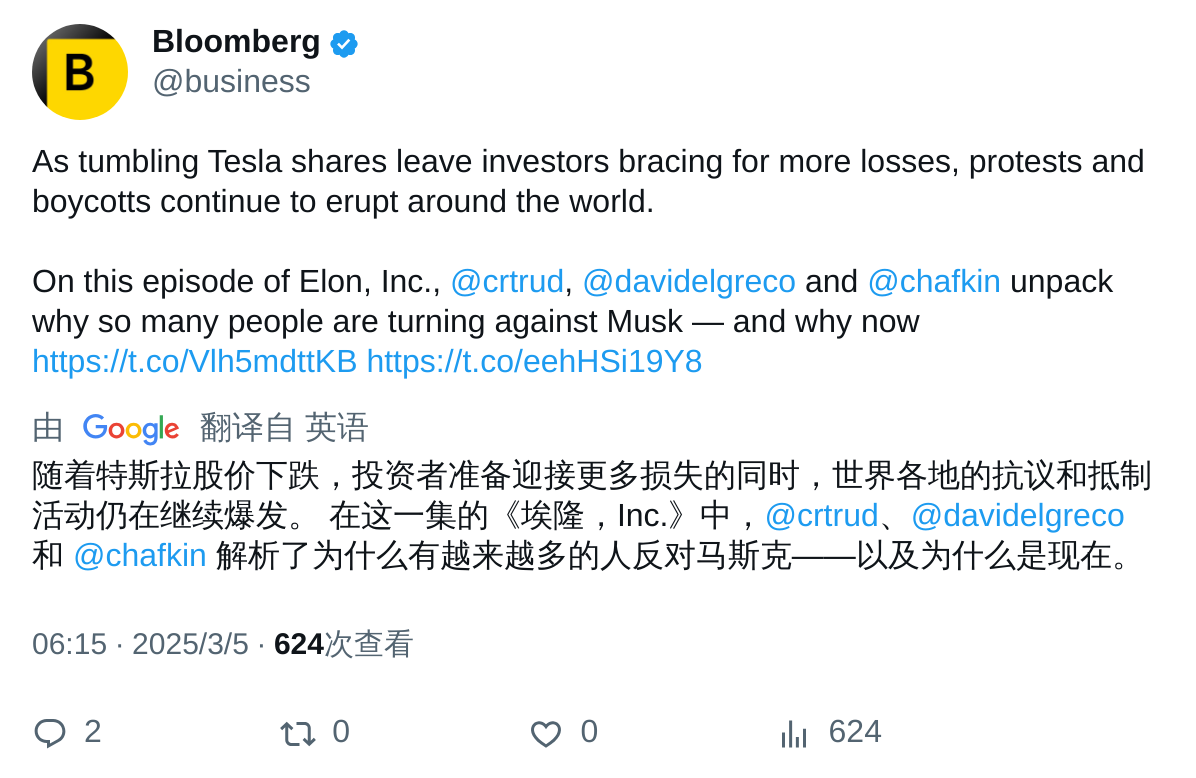 B
Bloomberg
@business
As tumbling Tesla shares leave investors bracing for more losses, protests and
boycotts continue to erupt around the world.
On this episode of Elon, Inc., @crtrud, @davidelgreco and @chafkin unpack
why so many people are turning against Musk — and why now
https://t.co/Vlh5mdttKB https://t.co/eehHSi19Y8
由 Google 翻译自 英语
随着特斯拉股价下跌，投资者准备迎接更多损失的同时，世界各地的抗议和抵制
活动仍在继续爆发。 在这一集的《埃隆，Inc.》中，@crtrud、@davidelgreco
和 @chafkin 解析了为什么有越来越多的人反对马斯克——以及为什么是现在。
06:15 · 2025/3/5 · 624次查看
2 0 0 624